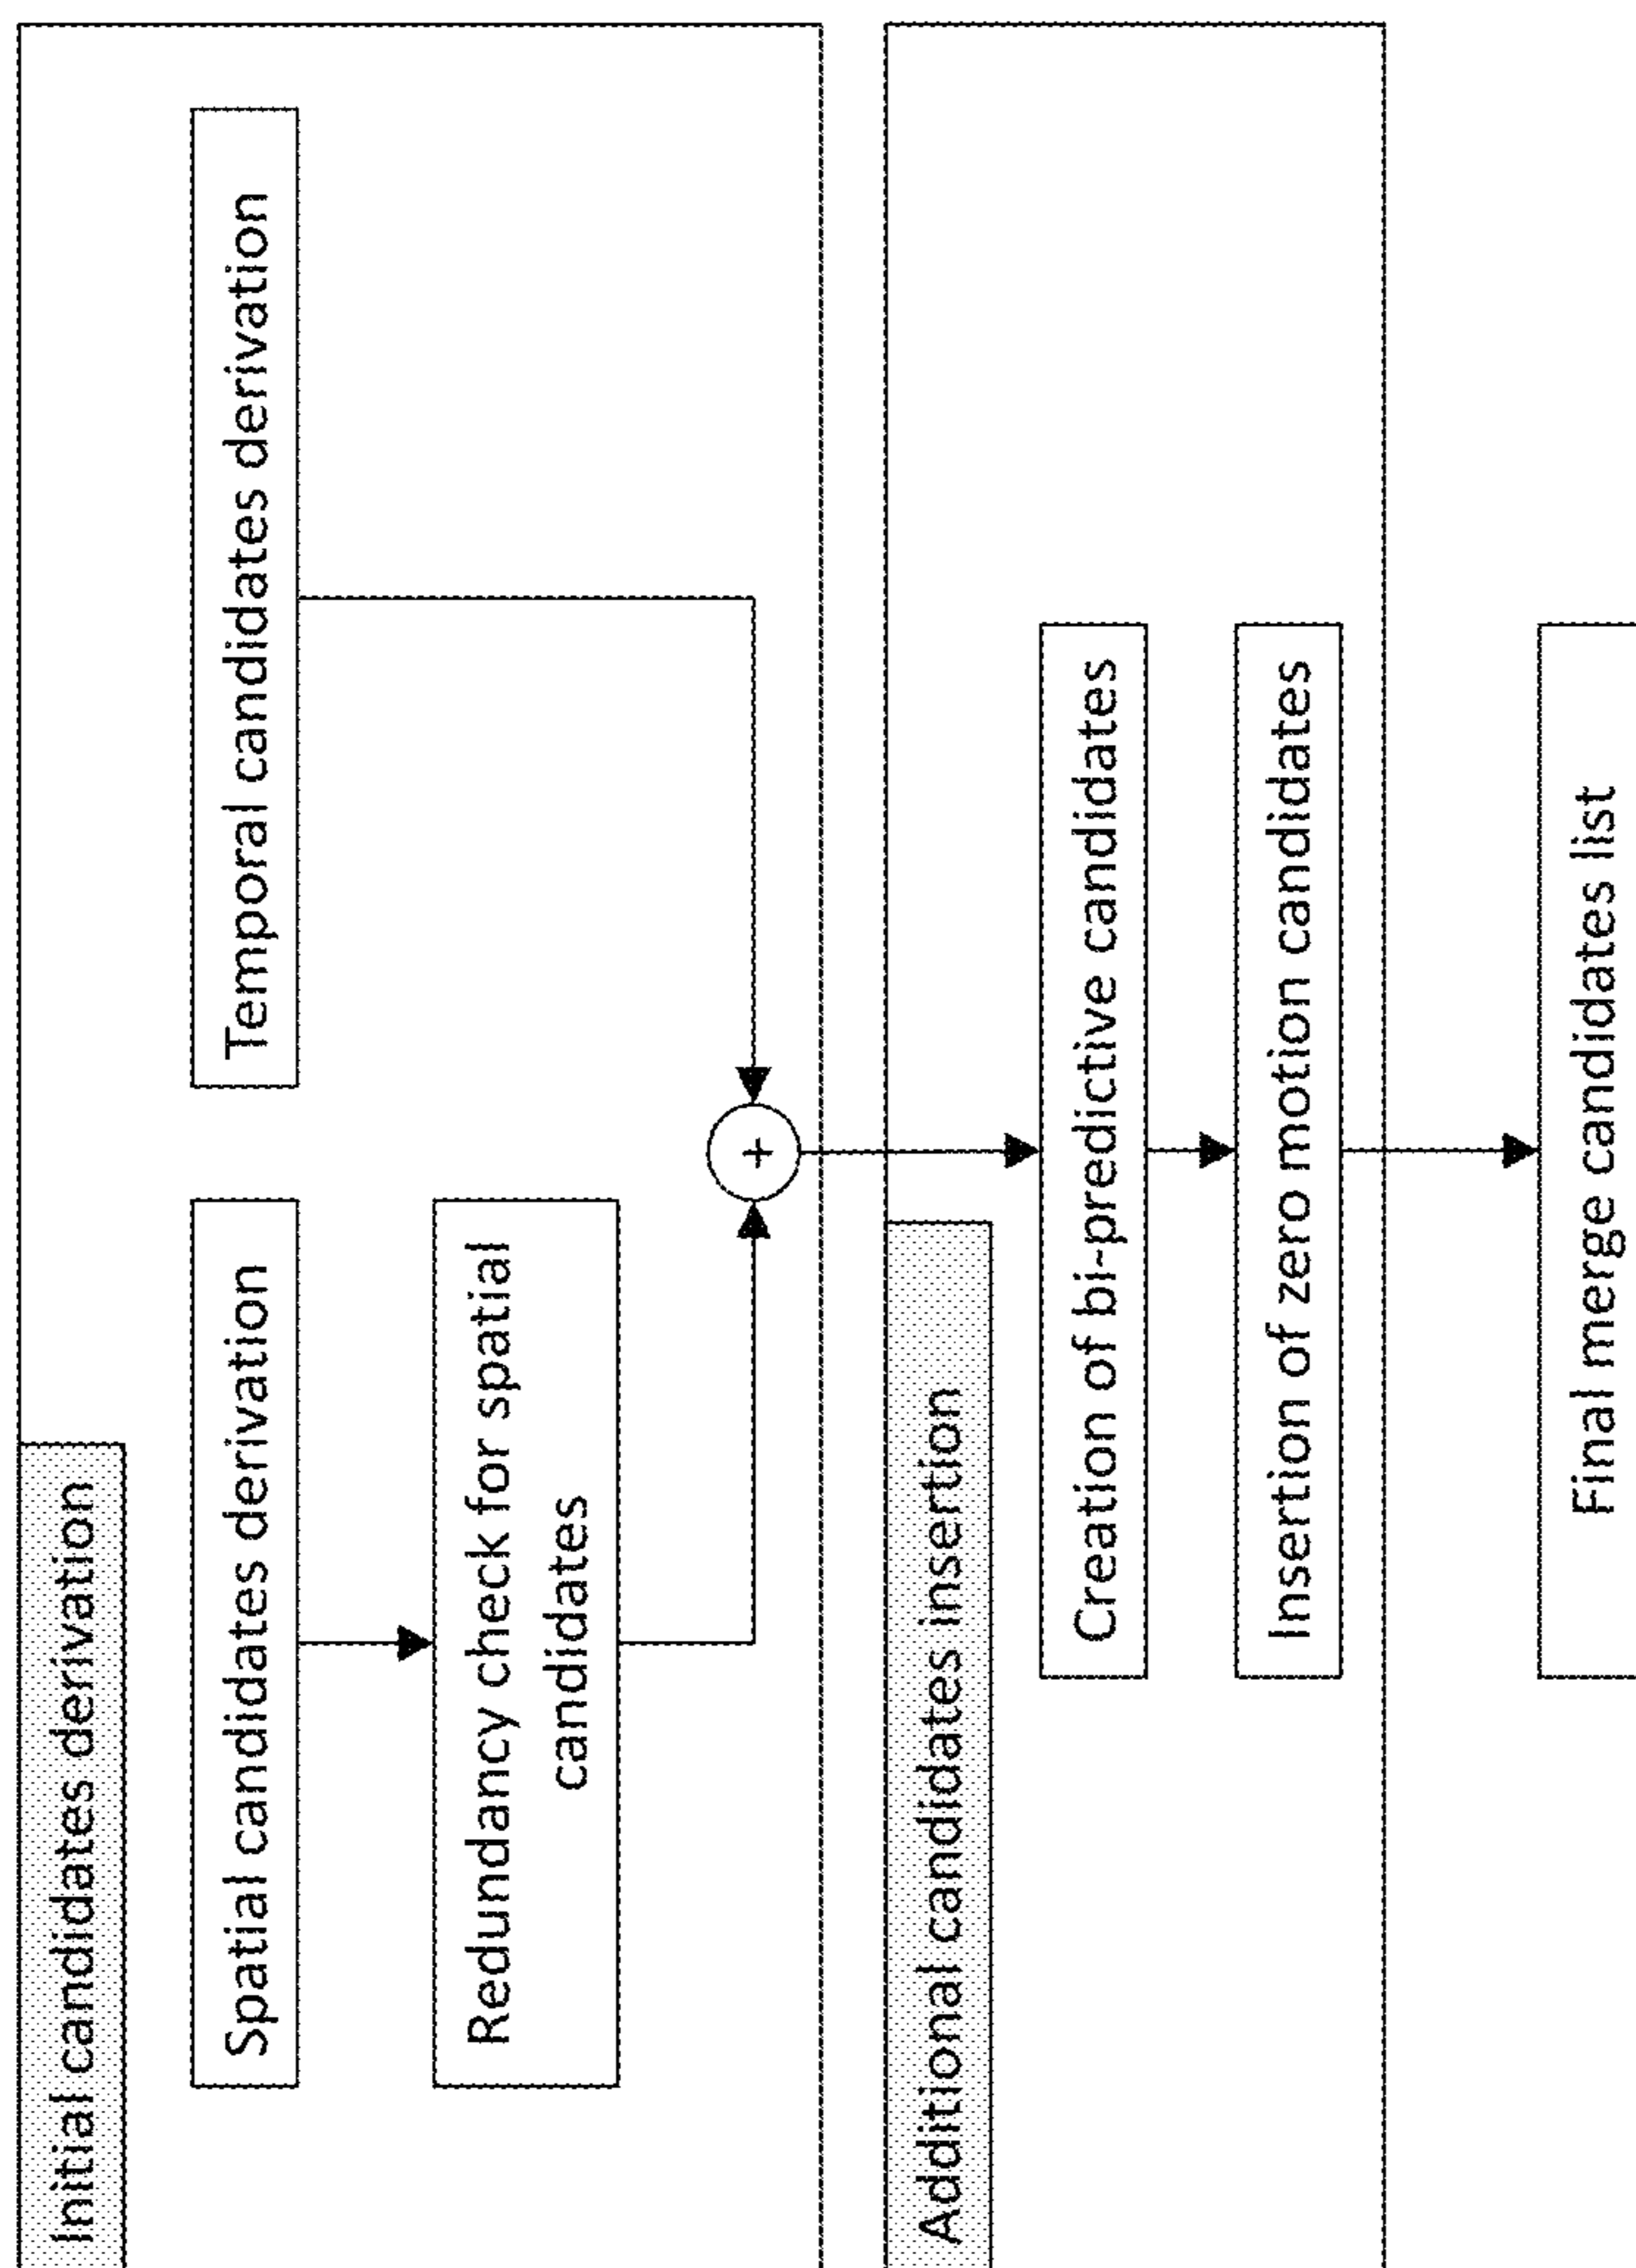 Initial candidates derivation
Spatial candidates derivation
Temporal candidates derivation
Redundancy check for spatial
candidates
+
Additional candidates insertion
Creation of bi-predictive candidates
Insertion of zero motion candidates
Final merge candidates list